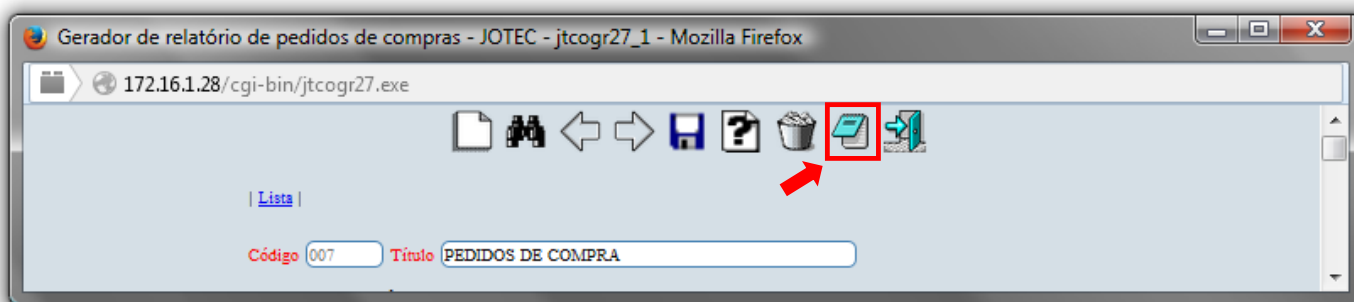 Gerador de relatório de pedidos de compras - JOTEC - jtcogr27_1 - Mozilla Firefox
172.16.1.28/cgi-bin/jtcogr27.exe
| Lista |
Código 007 Título PEDIDOS DE COMPRA